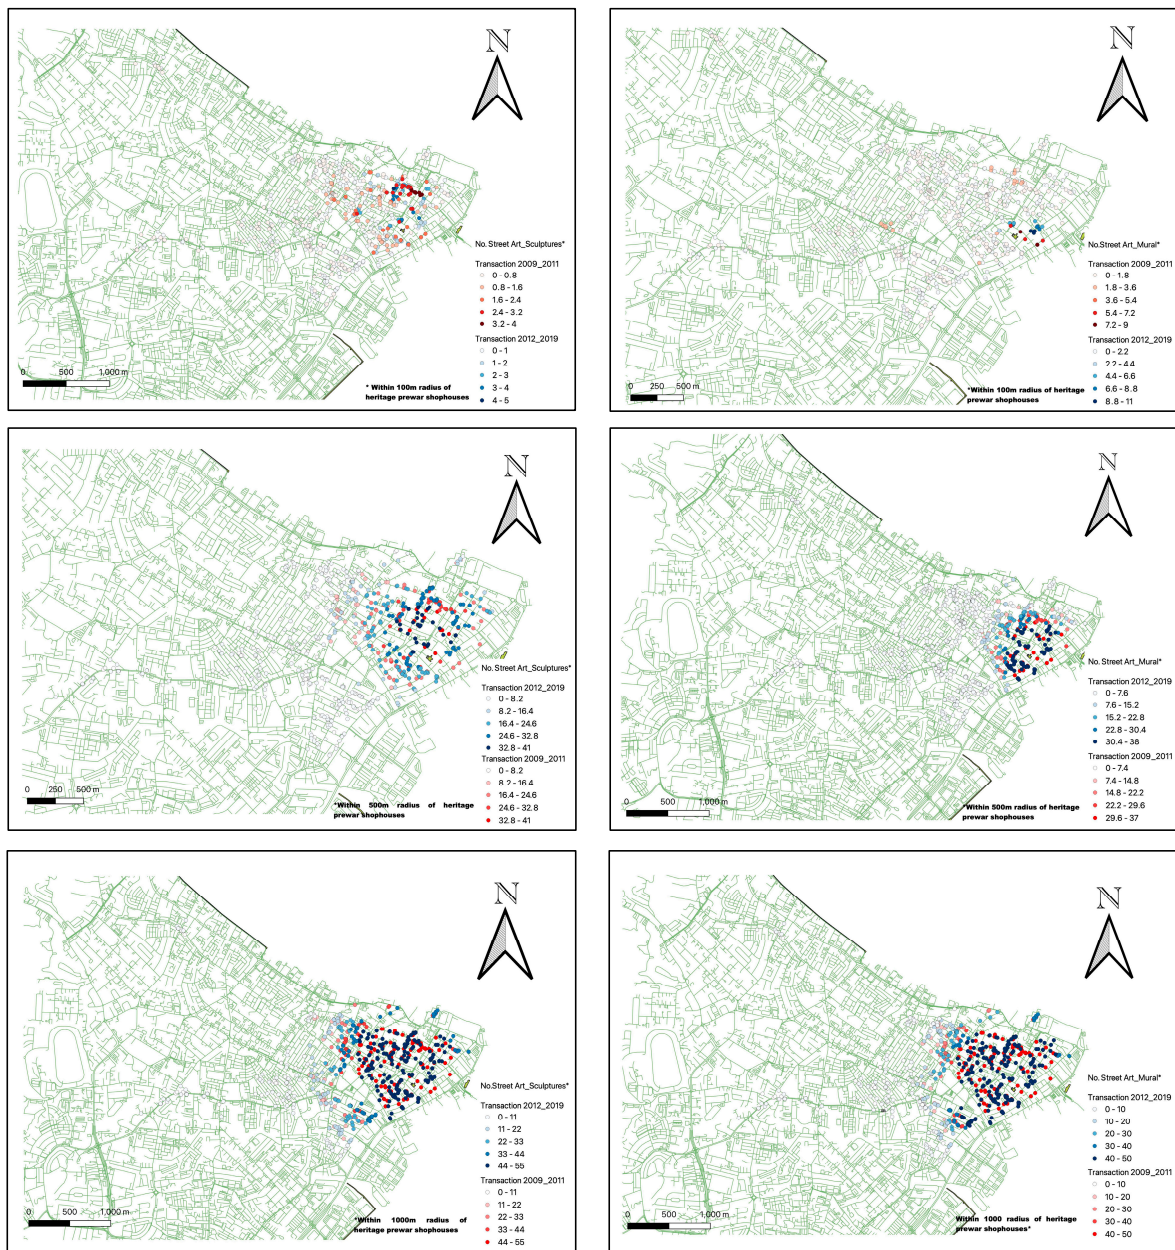 N
No. Street Art_Sculptures*
Transaction 2009_2011
0 - 0.8
0.8 - 1.6
1.6 - 2.4
2.4 - 3.2
3.2 - 4
Transaction 2012_2019
0 - 1
1 - 2
2 - 3
3 - 4
4 - 5
0 500 1,000 m
* Within 100m radius of
heritage prewar shophouses
N
No. Street Art_Mural*
Transaction 2009_2011
0 - 1.8
1.8 - 3.6
3.6 - 5.4
5.4 - 7.2
7.2 - 9
Transaction 2012_2019
0 - 2.2
2.2 - 4.4
4.4 - 6.6
6.6 - 8.8
8.8 - 11
0 250 500 m
*Within 100m radius of heritage
prewar shophouses
N
No. Street Art_Sculptures*
Transaction 2012_2019
0 - 8.2
8.2 - 16.4
16.4 - 24.6
24.6 - 32.8
32.8 - 41
Transaction 2009_2011
0 - 8.2
8.2 - 16.4
16.4 - 24.6
24.6 - 32.8
32.8 - 41
0 250 500 m
*Within 500m radius of heritage
prewar shophouses
N
No. Street Art_Mural*
Transaction 2012_2019
0 - 7.6
7.6 - 15.2
15.2 - 22.8
22.8 - 30.4
30.4 - 38
Transaction 2009_2011
0 - 7.4
7.4 - 14.8
14.8 - 22.2
22.2 - 29.6
29.6 - 37
0 500 1,000 m
*Within 500m radius of heritage
prewar shophouses
N
No. Street Art_Sculptures*
Transaction 2012_2019
0 - 11
11 - 22
22 - 33
33 - 44
44 - 55
Transaction 2009_2011
0 - 11
11 - 22
22 - 33
33 - 44
44 - 55
0 500 1,000 m
*Within 1000m radius of
heritage prewar shophouses
N
No. Street Art_Mural*
Transaction 2012_2019
0 - 10
10 - 20
20 - 30
30 - 40
40 - 50
Transaction 2009_2011
0 - 10
10 - 20
20 - 30
30 - 40
40 - 50
0 500 1,000 m
Within 1000 radius of heritage
prewar shophouses*